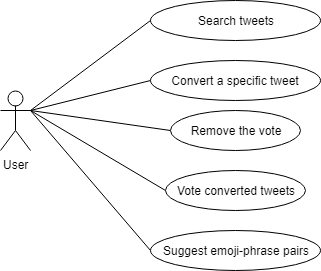 Search tweets
Convert a specific tweet
Remove the vote
User
Vote converted tweets
Suggest emoji-phrase pairs